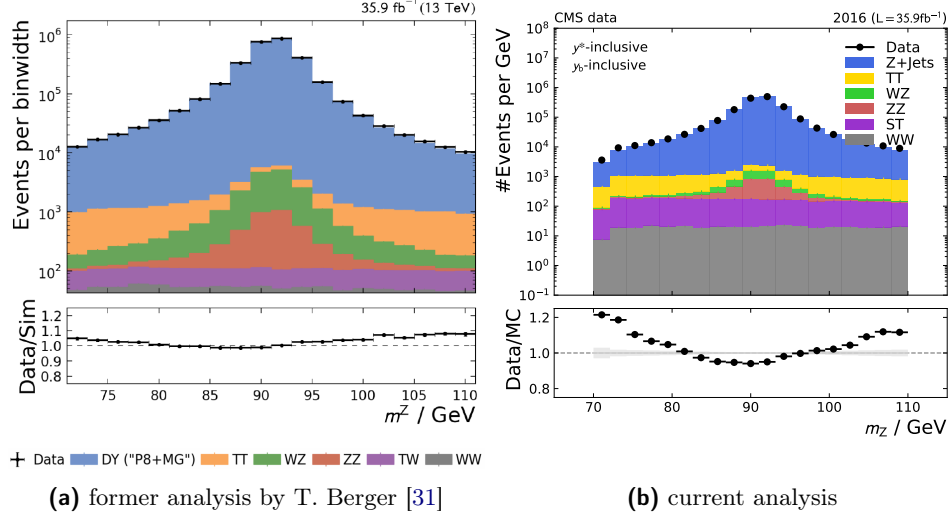 35.9 fb⁻¹ (13 TeV)
Events per binwidth
10⁶
10⁵
10⁴
10³
10²
Data/Sim
1.2
1.1
1.0
0.9
0.8
75 80 85 90 95 100 105 110
m^Z / GeV
Data DY ("P8+MG") TT WZ ZZ TW WW
(a) former analysis by T. Berger [31]
CMS data 2016 (L=35.9fb⁻¹)
#Events per GeV
10⁸
10⁷
10⁶
10⁵
10⁴
10³
10²
10¹
10⁰
10⁻¹
y*-inclusive
y_b-inclusive
Data
Z+Jets
TT
WZ
ZZ
ST
WW
Data/MC
1.2
1.0
0.8
70 80 90 100 110
m_Z / GeV
(b) current analysis